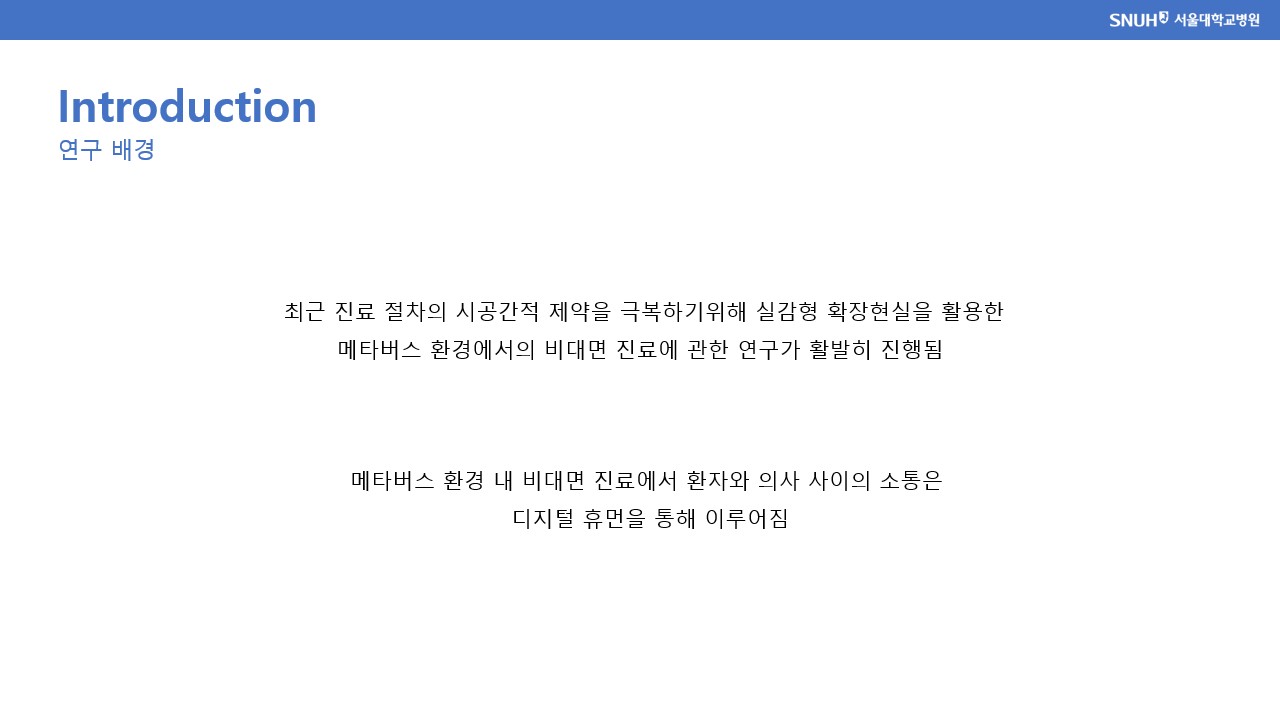 SNUH 서울대학교병원
Introduction
연구 배경
최근 진료 절차의 시공간적 제약을 극복하기위해 실감형 확장현실을 활용한
메타버스 환경에서의 비대면 진료에 관한 연구가 활발히 진행됨
메타버스 환경 내 비대면 진료에서 환자와 의사 사이의 소통은
디지털 휴먼을 통해 이루어짐